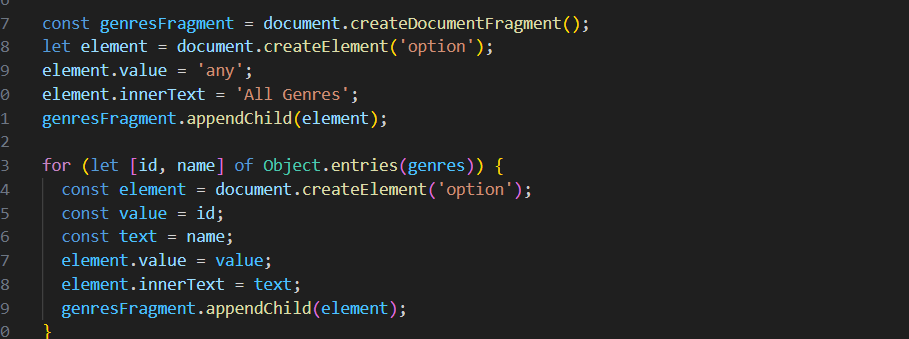 7 const genresFragment = document.createDocumentFragment();
8 let element = document.createElement('option');
9 element.value = 'any';
0 element.innerText = 'All Genres';
1 genresFragment.appendChild(element);
2
3 for (let [id, name] of Object.entries(genres)) {
4 const element = document.createElement('option');
5 const value = id;
6 const text = name;
7 element.value = value;
8 element.innerText = text;
9 genresFragment.appendChild(element);
0 }